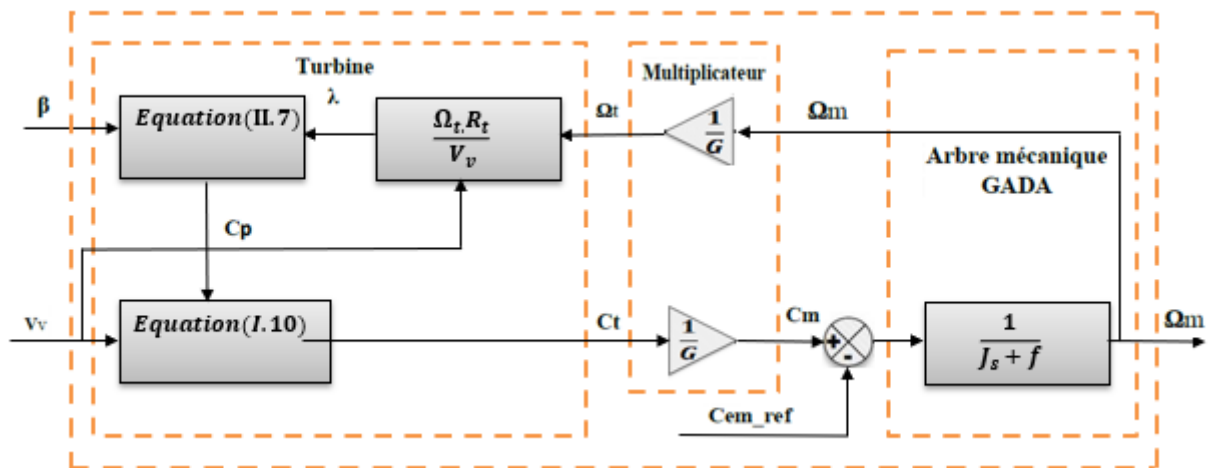 Turbine
Multiplicateur
β
Equation(II.7)
λ
Ω_t. R_t
V_v
Ωt
1
G
Ωm
Arbre mécanique
GADA
Cp
Vv
Equation(I.10)
Ct
1
G
Cm
+
-
1
J_s + f
Ωm
Cem_ref